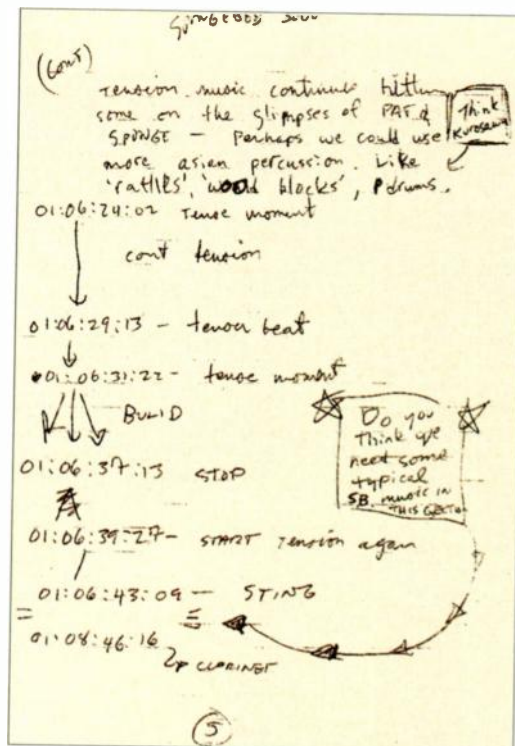 (Cont)
Tension music continues hitting
some on the glimpses of PAT &
SPONGE - Perhaps we could use
more asian percussion. Like
'rattles', 'wood blocks', drums.
Think
Kurosawa
01:06:24:02 Tense moment
cont tension
01:06:29:13 - tenser beat
01:06:31:22 - tense moment
BUILD
01:06:37:13 STOP
01:06:39:27 - START Tension again
01:06:43:09 - STING
01:08:46:16
CLARINET
Do you
Think we
need some
typical
SB. music in
THIS
5